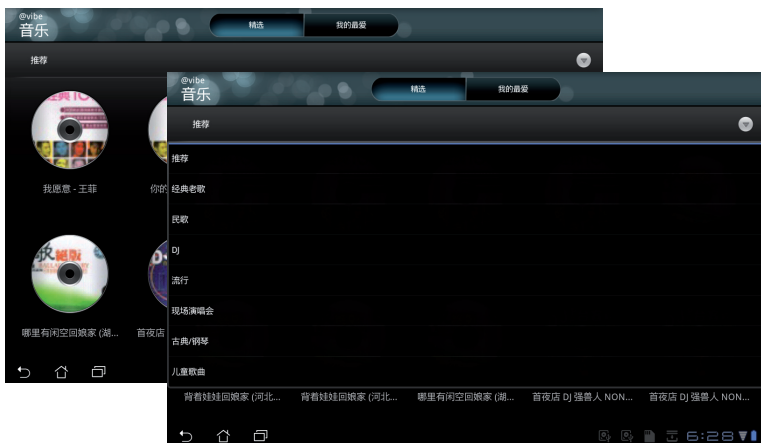 @vibe
音乐
精选
我的最爱
推荐
我愿意 - 王菲
你的
哪里有闲空回娘家 (湖...
首夜店
@vibe
音乐
精选
我的最爱
推荐
推荐
经典老歌
民歌
DJ
流行
现场演唱会
古典/钢琴
儿童歌曲
背着娃娃回娘家 (河北...
背着娃娃回娘家 (河北...
哪里有闲空回娘家 (湖...
首夜店 DJ 强兽人 NON...
首夜店 DJ 强兽人 NON...
6:28